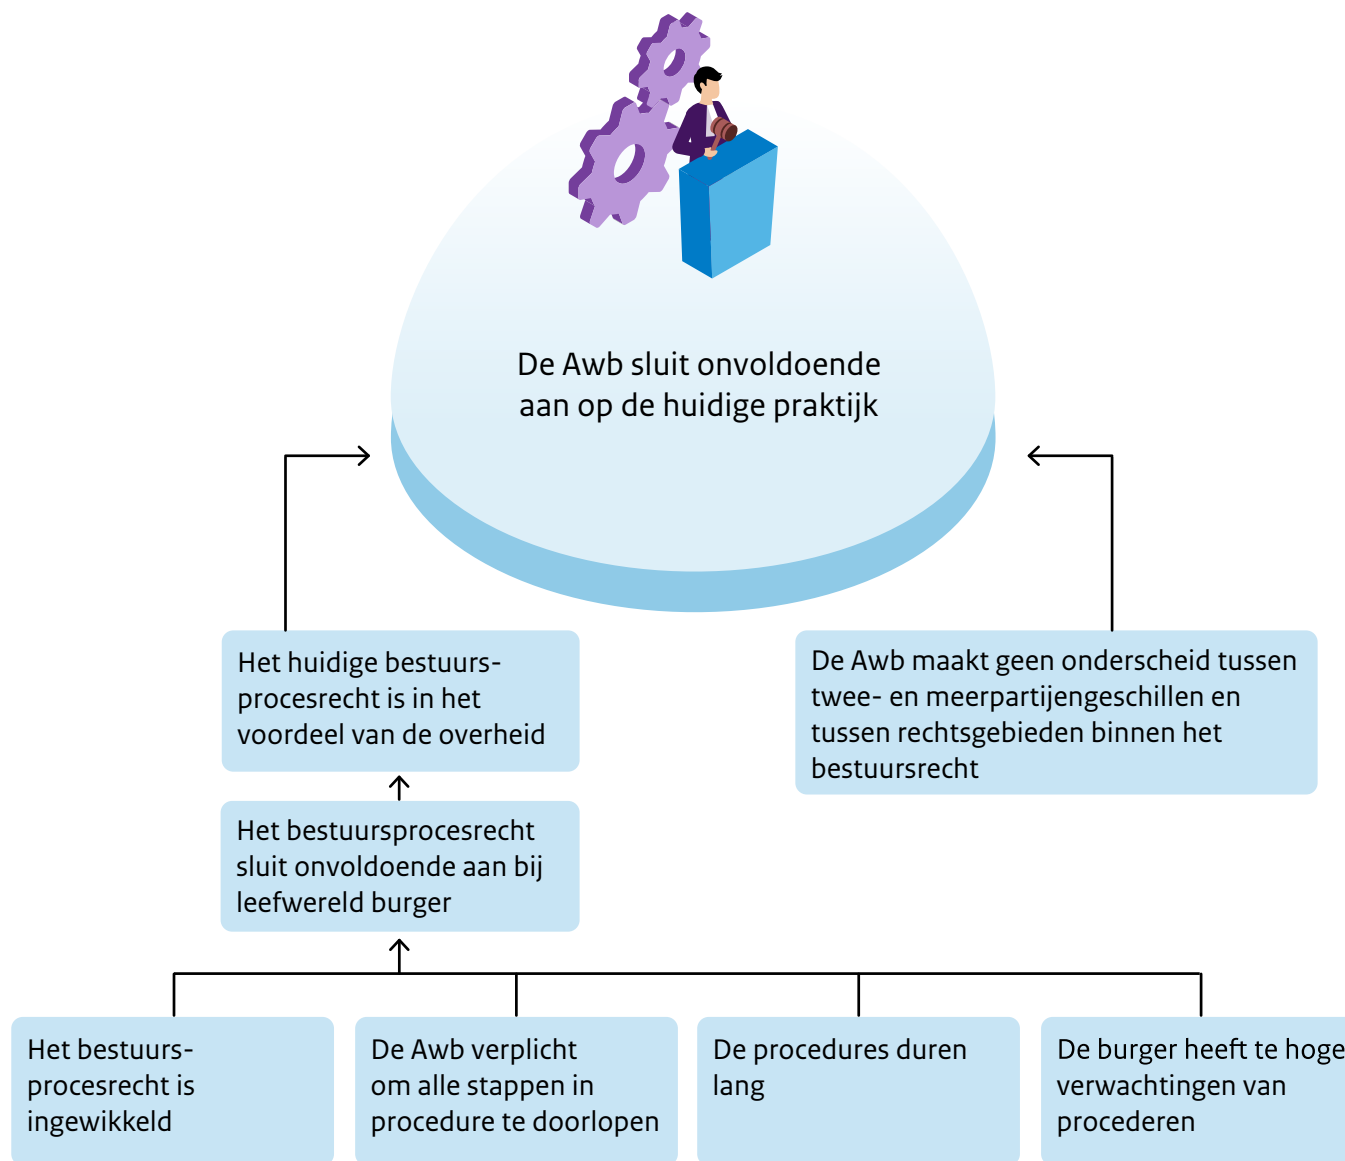 De Awb sluit onvoldoende
aan op de huidige praktijk
Het huidige bestuurs-
procesrecht is in het
voordeel van de overheid
De Awb maakt geen onderscheid tussen
twee- en meerpartijengeschillen en
tussen rechtsgebieden binnen het
bestuursrecht
Het bestuursprocesrecht
sluit onvoldoende aan bij
leefwereld burger
Het bestuurs-
procesrecht is
ingewikkeld
De Awb verplicht
om alle stappen in
procedure te doorlopen
De procedures duren
lang
De burger heeft te hoge
verwachtingen van
procederen